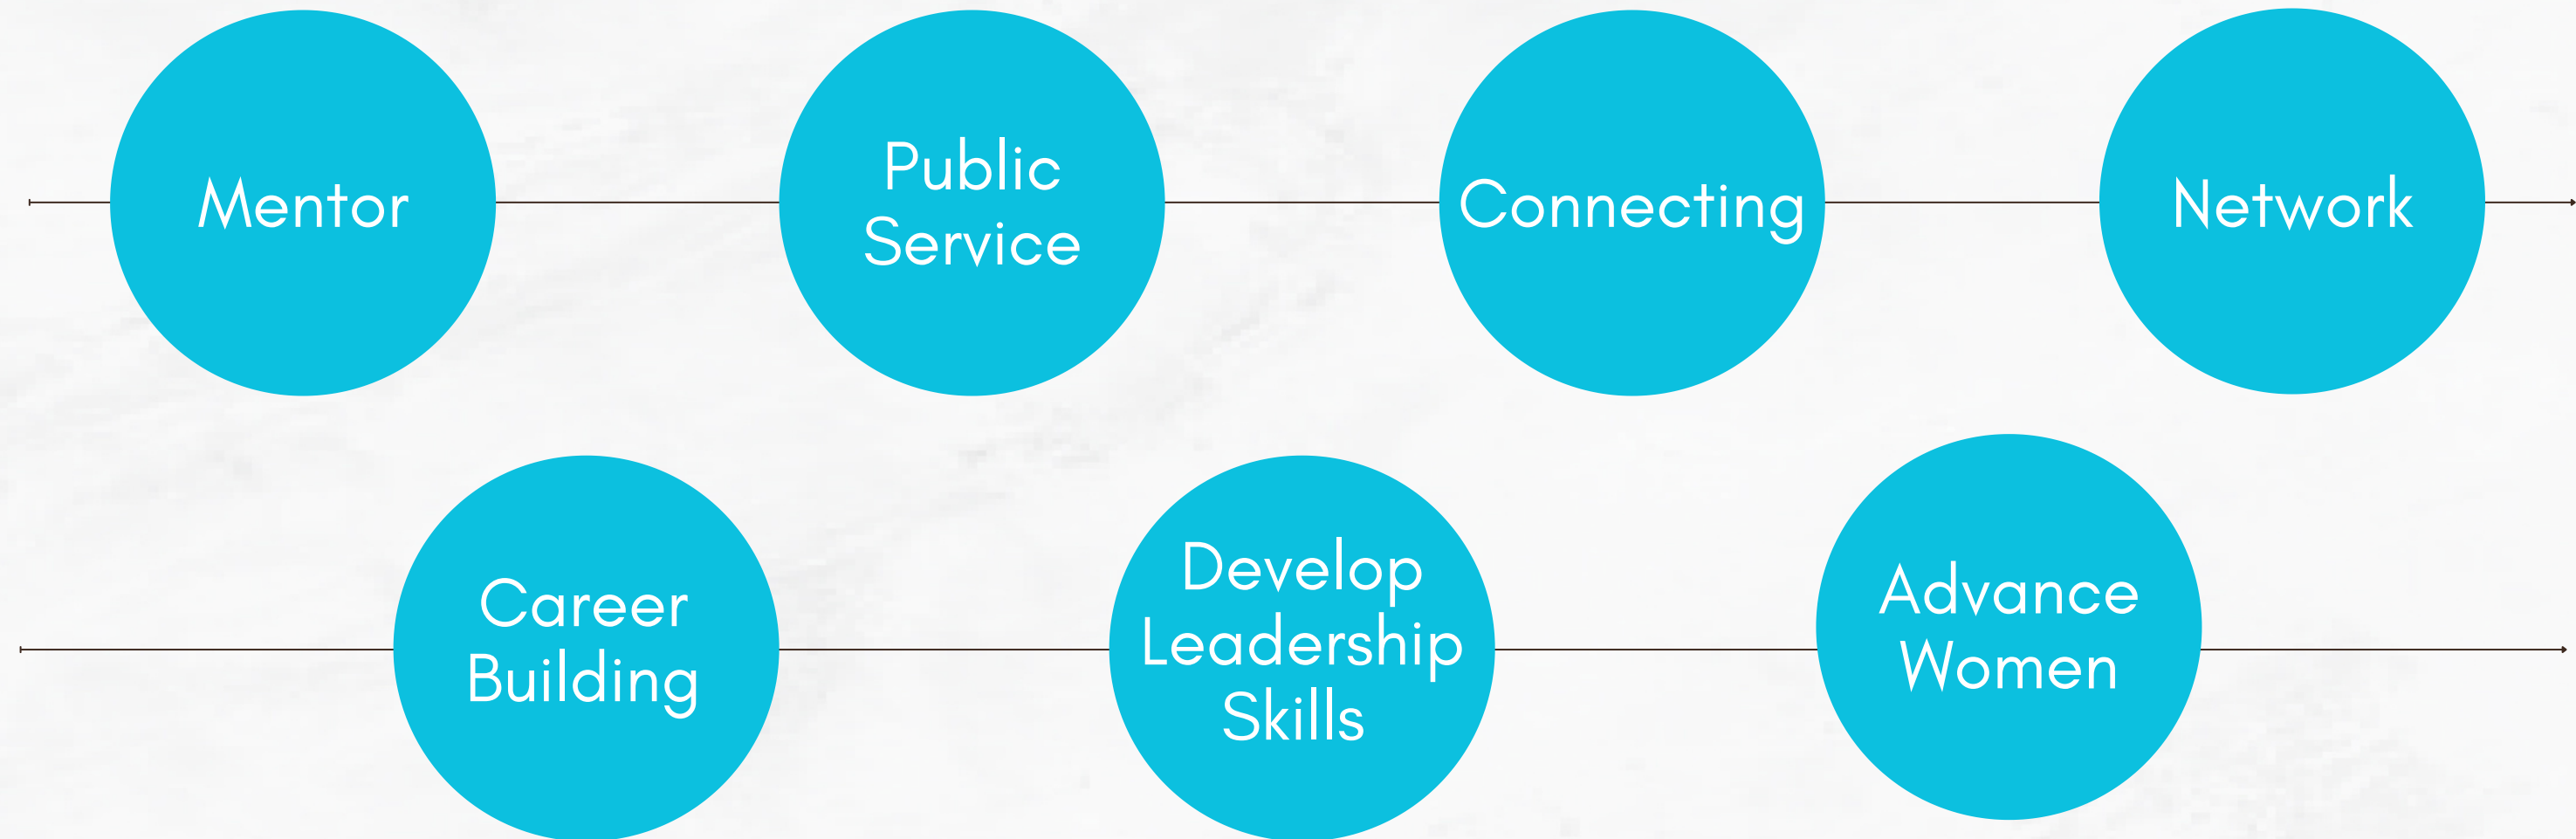 Mentor
Public
Service
Connecting
Network
Career
Building
Develop
Leadership
Skills
Advance
Women